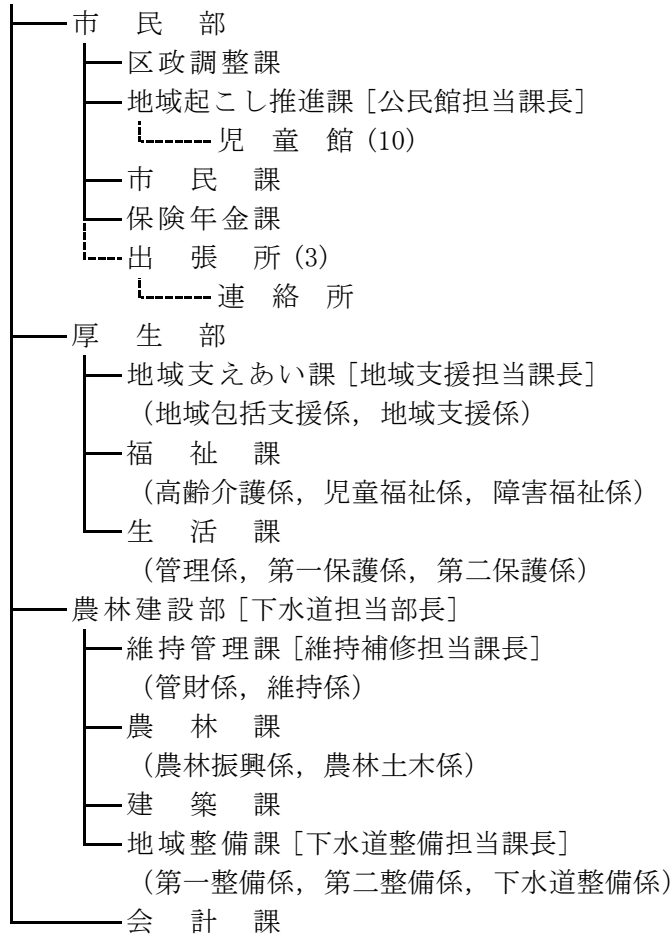 市民部
区政調整課
地域起こし推進課［公民館担当課長］
児童館(10)
市民課
保険年金課
出張所(3)
連絡所
厚生部
地域支えあい課［地域支援担当課長］
（地域包括支援係，地域支援係）
福祉課
（高齢介護係，児童福祉係，障害福祉係）
生活課
（管理係，第一保護係，第二保護係）
農林建設部［下水道担当部長］
維持管理課［維持補修担当課長］
（管財係，維持係）
農林課
（農林振興係，農林土木係）
建築課
地域整備課［下水道整備担当課長］
（第一整備係，第二整備係，下水道整備係）
会計課